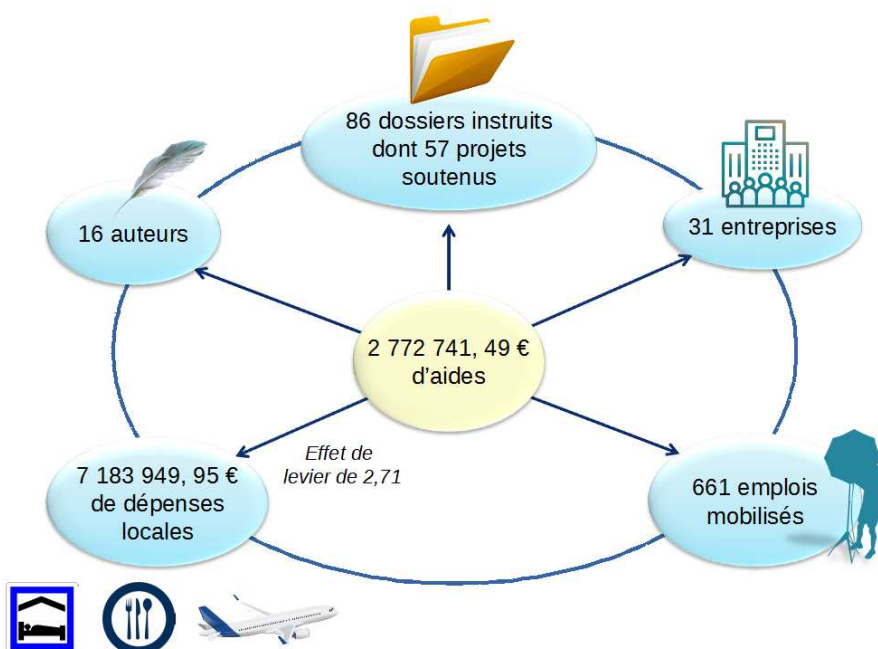 86 dossiers instruits
dont 57 projets
soutenus
16 auteurs
31 entreprises
2 772 741, 49 €
d'aides
Effet de
levier de 2,71
7 183 949, 95 €
de dépenses
locales
661 emplois
mobilisés